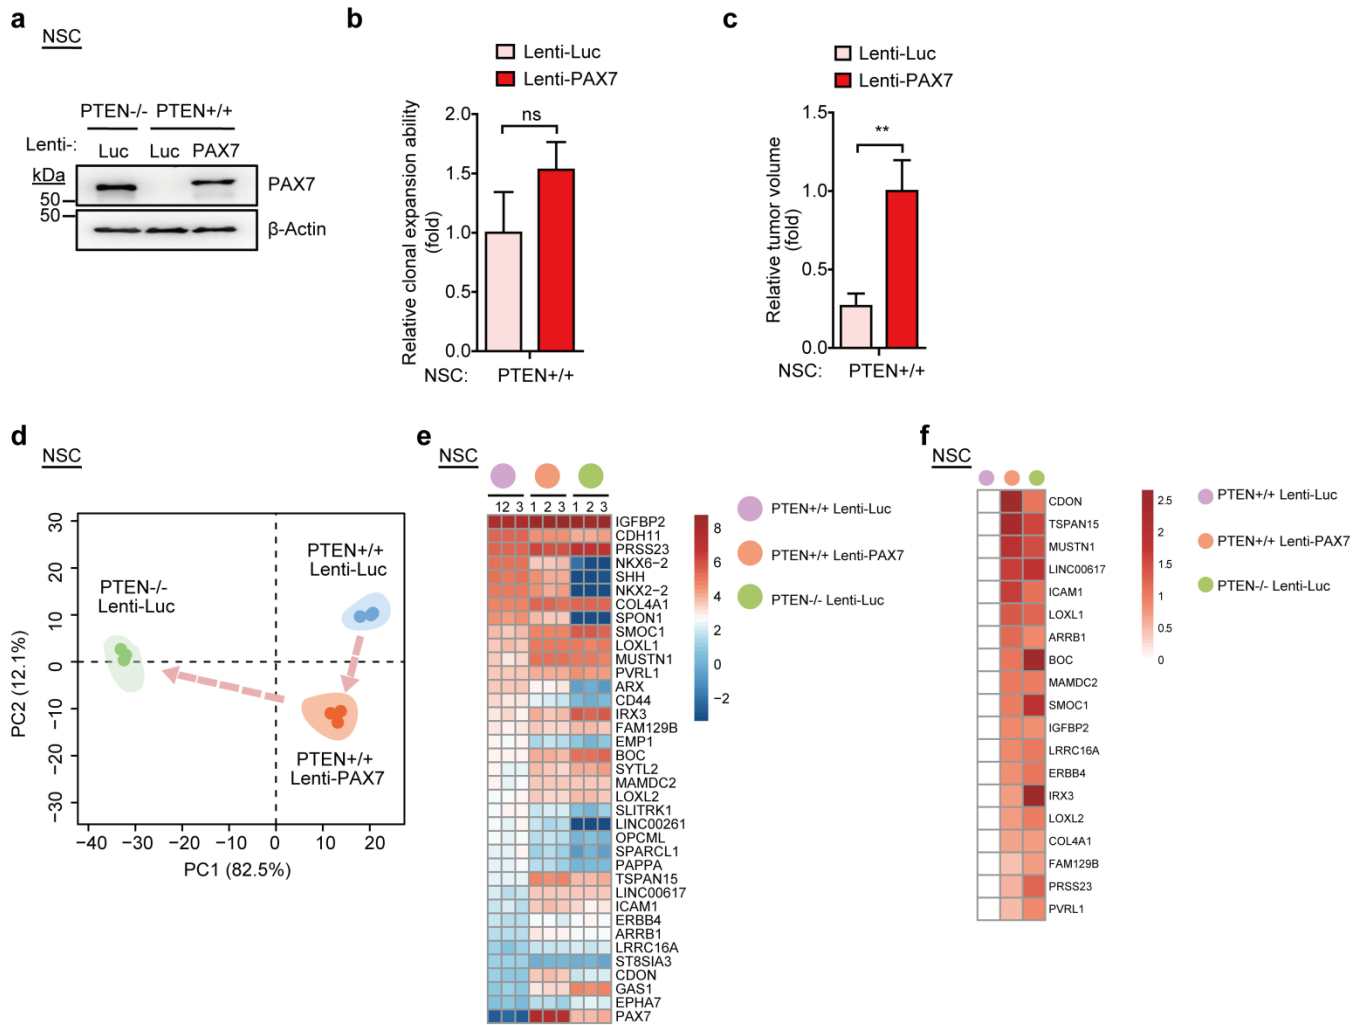 a
NSC
PTEN-/- PTEN+/+
Lenti-:
Luc Luc PAX7
kDa
50
50
PAX7
β-Actin
b
Lenti-Luc
Lenti-PAX7
Relative clonal expansion ability
(fold)
2.0
1.5
1.0
0.5
0.0
ns
NSC: PTEN+/+
c
Lenti-Luc
Lenti-PAX7
Relative tumor volume
(fold)
1.5
1.0
0.5
0.0
**
NSC: PTEN+/+
d
NSC
PC2 (12.1%)
30
20
10
0
−10
−20
−30
PTEN+/+
Lenti-Luc
PTEN-/-
Lenti-Luc
PTEN+/+
Lenti-PAX7
−40 −30 −20 −10 0 10 20
PC1 (82.5%)
e
NSC
12 3 1 2 3 1 2 3
IGFBP2
CDH11
PRSS23
NKX6−2
SHH
NKX2−2
COL4A1
SPON1
SMOC1
LOXL1
MUSTN1
PVRL1
ARX
CD44
IRX3
FAM129B
EMP1
BOC
SYTL2
MAMDC2
LOXL2
SLITRK1
LINC00261
OPCML
SPARCL1
PAPPA
TSPAN15
LINC00617
ICAM1
ERBB4
ARRB1
LRRC16A
ST8SIA3
CDON
GAS1
EPHA7
PAX7
8
6
4
2
0
−2
PTEN+/+ Lenti-Luc
PTEN+/+ Lenti-PAX7
PTEN-/- Lenti-Luc
f
NSC
CDON
TSPAN15
MUSTN1
LINC00617
ICAM1
LOXL1
ARRB1
BOC
MAMDC2
SMOC1
IGFBP2
LRRC16A
ERBB4
IRX3
LOXL2
COL4A1
FAM129B
PRSS23
PVRL1
2.5
2
1.5
1
0.5
0
PTEN+/+ Lenti-Luc
PTEN+/+ Lenti-PAX7
PTEN-/- Lenti-Luc